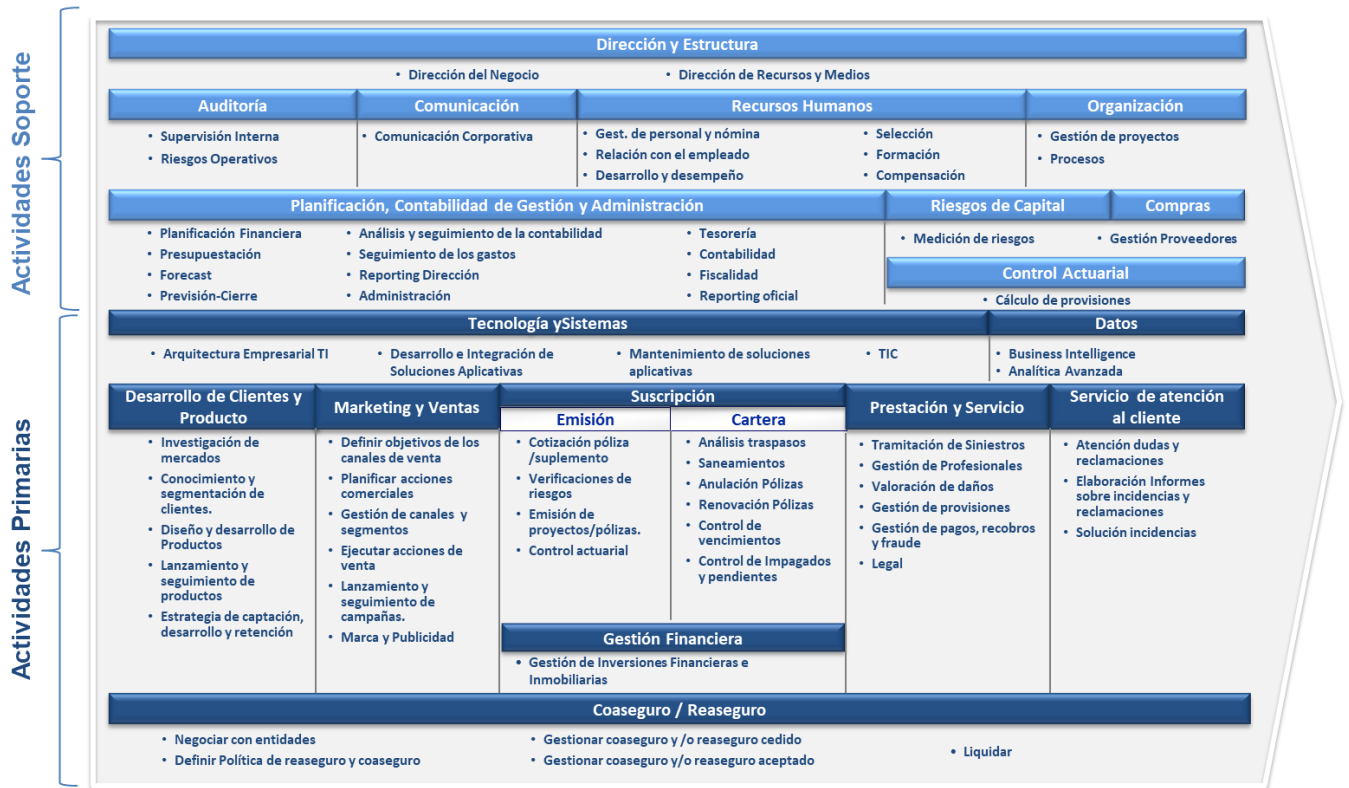 Actividades Soporte
Dirección y Estructura
• Dirección del Negocio
• Dirección de Recursos y Medios
Auditoría
• Supervisión Interna
• Riesgos Operativos
Comunicación
• Comunicación Corporativa
Recursos Humanos
• Gest. de personal y nómina
• Relación con el empleado
• Desarrollo y desempeño
• Selección
• Formación
• Compensación
Organización
• Gestión de proyectos
• Procesos
Planificación, Contabilidad de Gestión y Administración
• Planificación Financiera
• Presupuestación
• Forecast
• Previsión-Cierre
• Análisis y seguimiento de la contabilidad
• Seguimiento de los gastos
• Reporting Dirección
• Administración
• Tesorería
• Contabilidad
• Fiscalidad
• Reporting oficial
Riesgos de Capital
• Medición de riesgos
Compras
• Gestión Proveedores
Control Actuarial
• Cálculo de provisiones
Actividades Primarias
Tecnología ySistemas
• Arquitectura Empresarial TI
• Desarrollo e Integración de
Soluciones Aplicativas
• Mantenimiento de soluciones
aplicativas
• TIC
Datos
• Business Intelligence
• Analítica Avanzada
Desarrollo de Clientes y
Producto
• Investigación de
mercados
• Conocimiento y
segmentación de
clientes.
• Diseño y desarrollo de
Productos
• Lanzamiento y
seguimiento de
productos
• Estrategia de captación,
desarrollo y retención
Marketing y Ventas
• Definir objetivos de los
canales de venta
• Planificar acciones
comerciales
• Gestión de canales y
segmentos
• Ejecutar acciones de
venta
• Lanzamiento y
seguimiento de
campañas.
• Marca y Publicidad
Suscripción
Emisión
• Cotización póliza
/suplemento
• Verificaciones de
riesgos
• Emisión de
proyectos/pólizas.
• Control actuarial
Cartera
• Análisis traspasos
• Saneamientos
• Anulación Pólizas
• Renovación Pólizas
• Control de
vencimientos
• Control de Impagados
y pendientes
Gestión Financiera
• Gestión de Inversiones Financieras e
Inmobiliarias
Prestación y Servicio
• Tramitación de Siniestros
• Gestión de Profesionales
• Valoración de daños
• Gestión de provisiones
• Gestión de pagos, recobros
y fraude
• Legal
Servicio de atención
al cliente
• Atención dudas y
reclamaciones
• Elaboración Informes
sobre incidencias y
reclamaciones
• Solución incidencias
Coaseguro / Reaseguro
• Negociar con entidades
• Definir Política de reaseguro y coaseguro
• Gestionar coaseguro y /o reaseguro cedido
• Gestionar coaseguro y/o reaseguro aceptado
• Liquidar